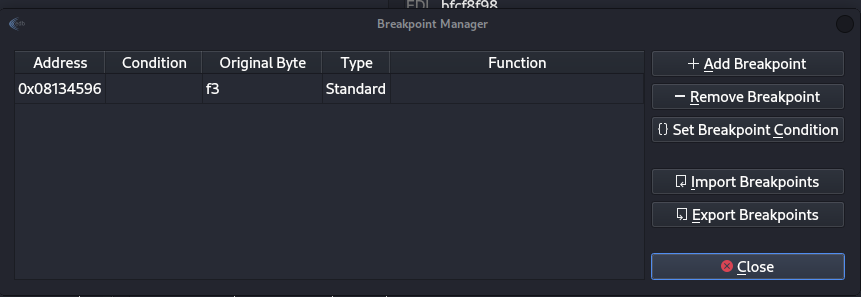 EDI bfcf8f98
Breakpoint Manager
Address Condition Original Byte Type Function
0x08134596 f3 Standard
+ Add Breakpoint
− Remove Breakpoint
{} Set Breakpoint Condition
Import Breakpoints
Export Breakpoints
Close